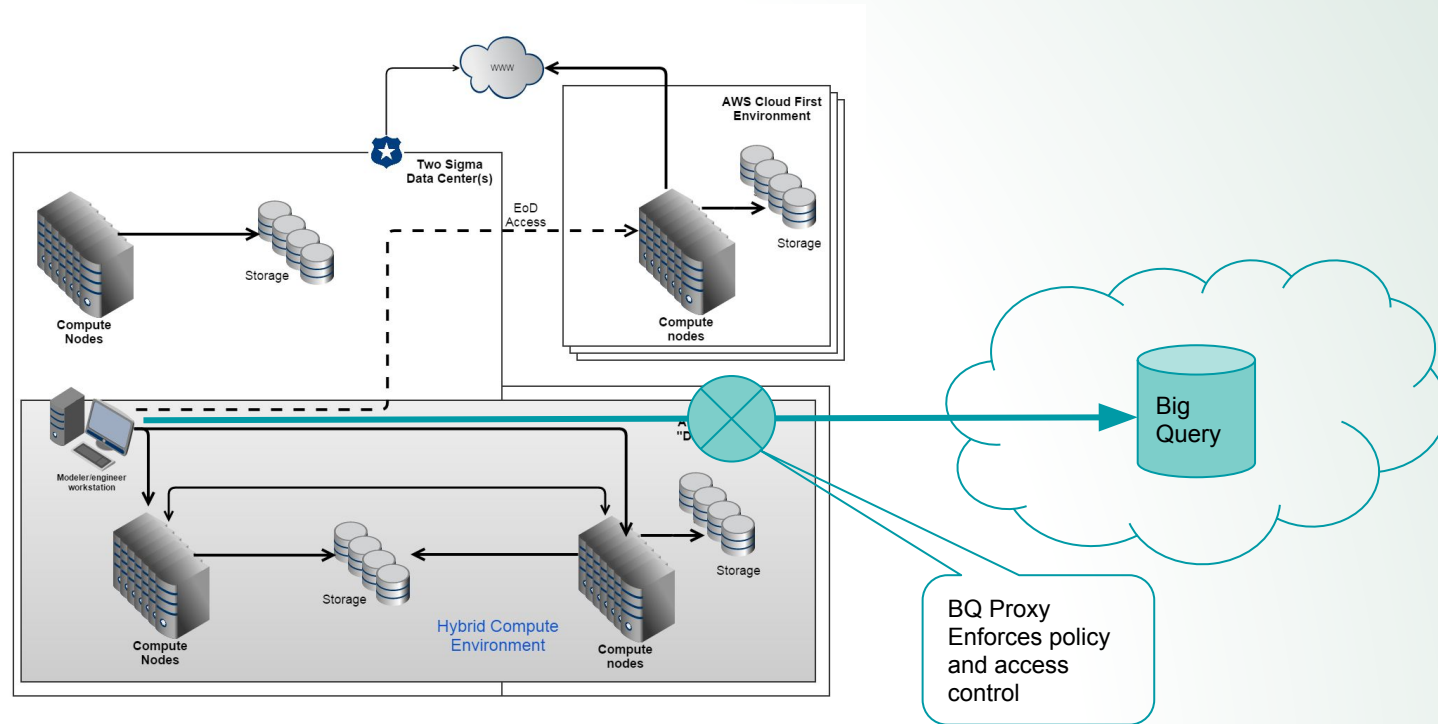 WWW
AWS Cloud First
Environment
Two Sigma
Data Center(s)
EoD
Access
Storage
Storage
Compute
Nodes
Compute
nodes
Big
Query
Modeler/engineer
workstation
Storage
Storage
Hybrid Compute
Environment
Compute
Nodes
Compute
nodes
BQ Proxy
Enforces policy
and access
control